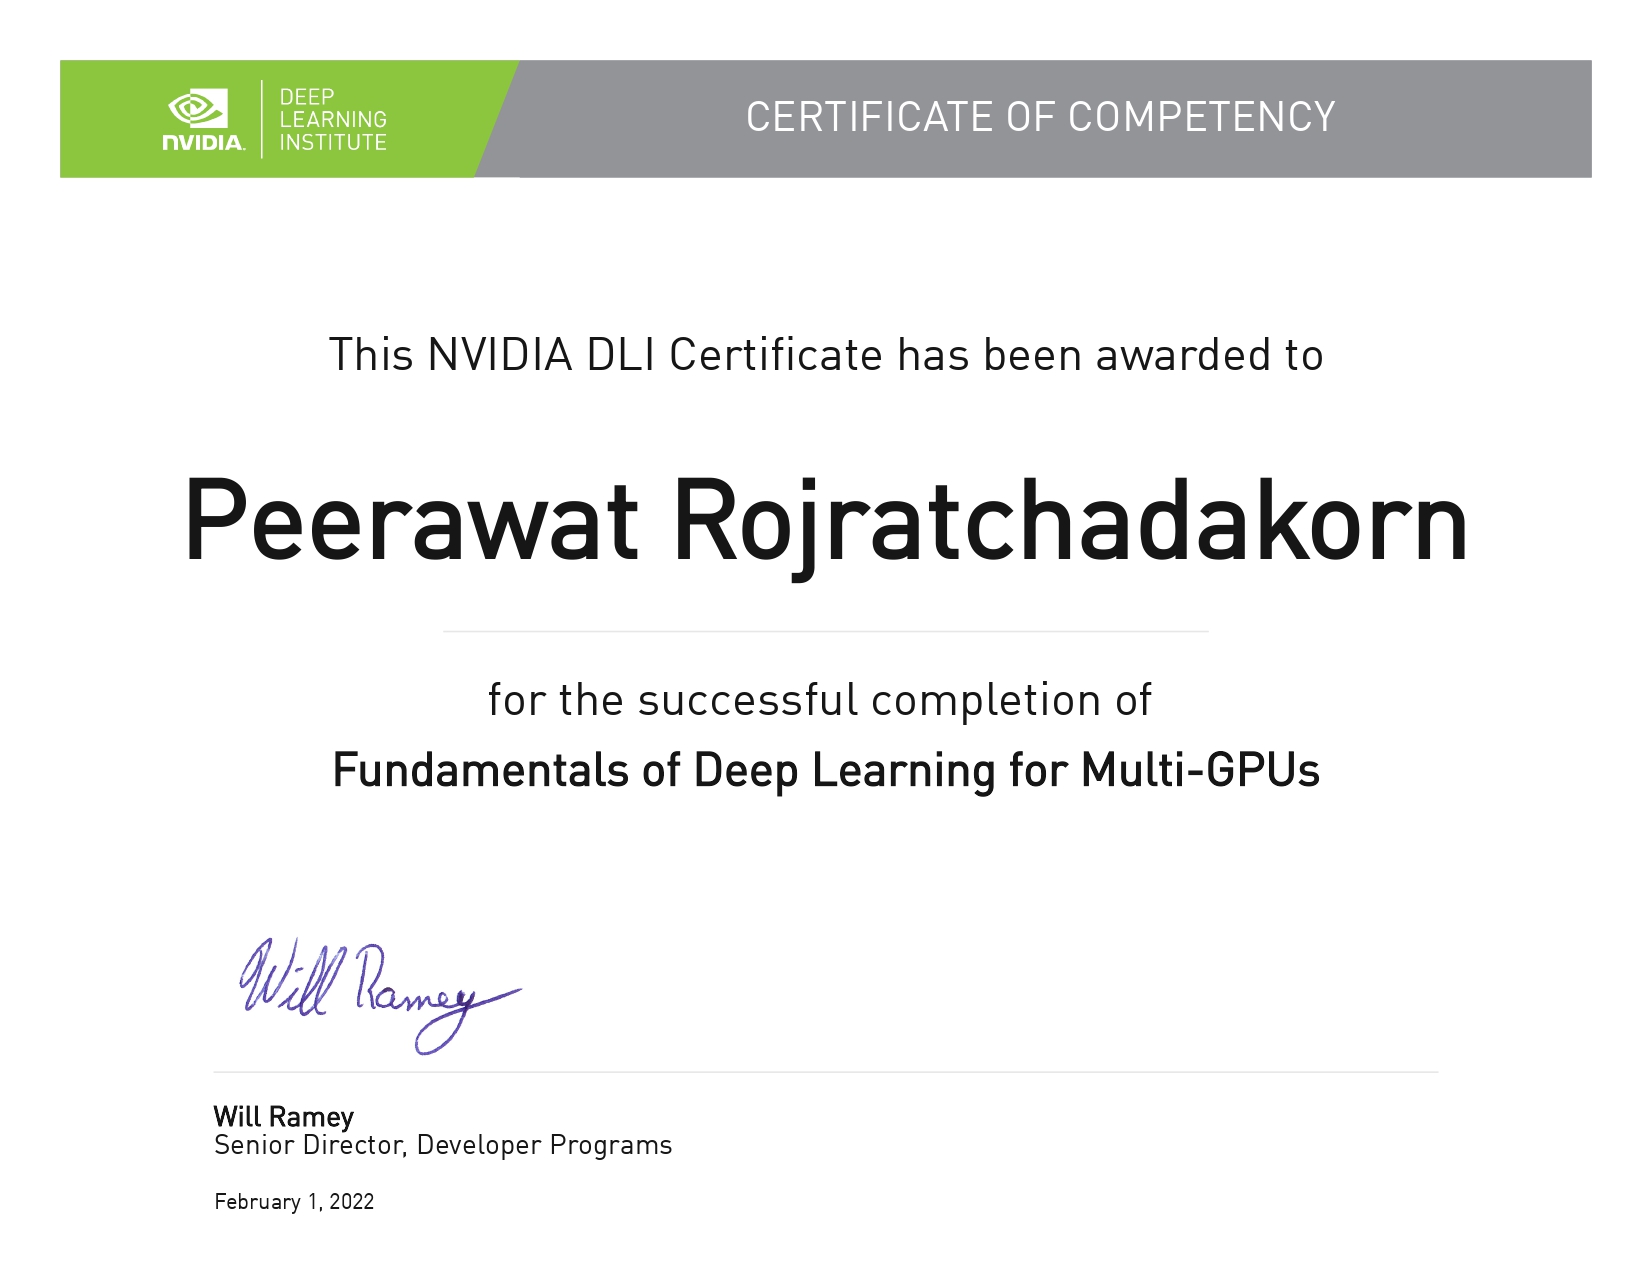 NVIDIA.
DEEP
LEARNING
INSTITUTE
CERTIFICATE OF COMPETENCY
This NVIDIA DLI Certificate has been awarded to
Peerawat Rojratchadakorn
for the successful completion of
Fundamentals of Deep Learning for Multi-GPUs
Will Ramey
Will Ramey
Senior Director, Developer Programs
February 1, 2022